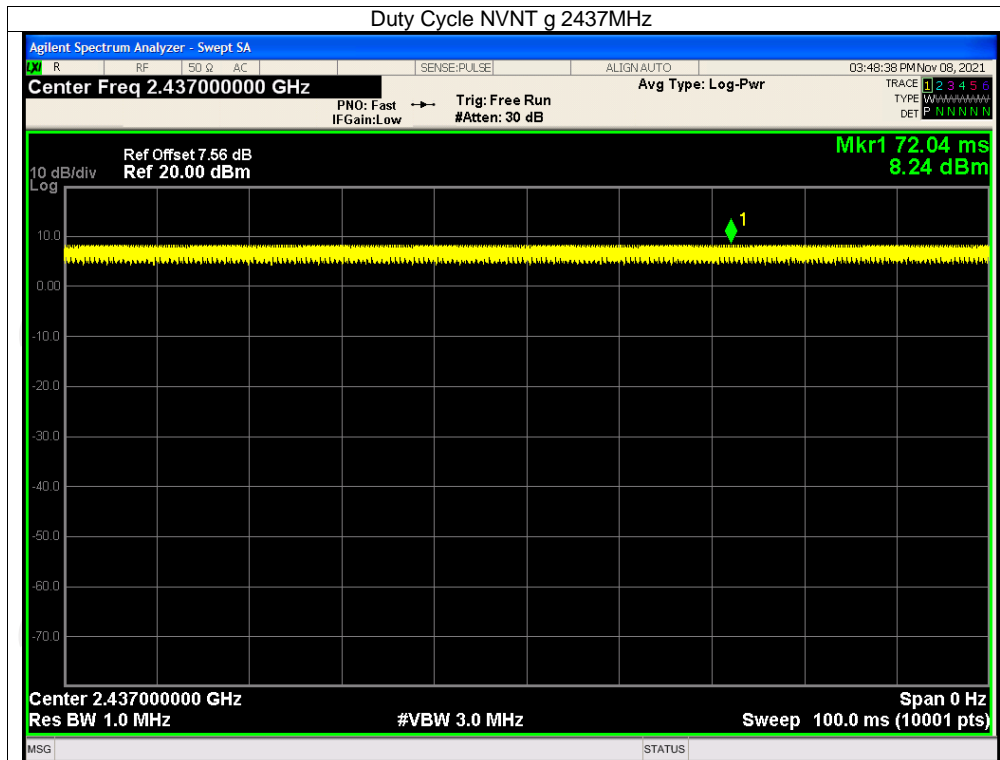 Duty Cycle NVNT g 2437MHz
Agilent Spectrum Analyzer - Swept SA
LXI R RF 50 Ω AC SENSE:PULSE ALIGN AUTO 03:48:38 PM Nov 08, 2021
Center Freq 2.437000000 GHz Avg Type: Log-Pwr TRACE 1 2 3 4 5 6
PNO: Fast Trig: Free Run TYPE W
IFGain:Low #Atten: 30 dB DET P N N N N N
Mkr1 72.04 ms
Ref Offset 7.56 dB 8.24 dBm
10 dB/div Ref 20.00 dBm
Log
1
10.0
0.00
-10.0
-20.0
-30.0
-40.0
-50.0
-60.0
-70.0
Center 2.437000000 GHz Span 0 Hz
Res BW 1.0 MHz #VBW 3.0 MHz Sweep 100.0 ms (10001 pts)
MSG STATUS